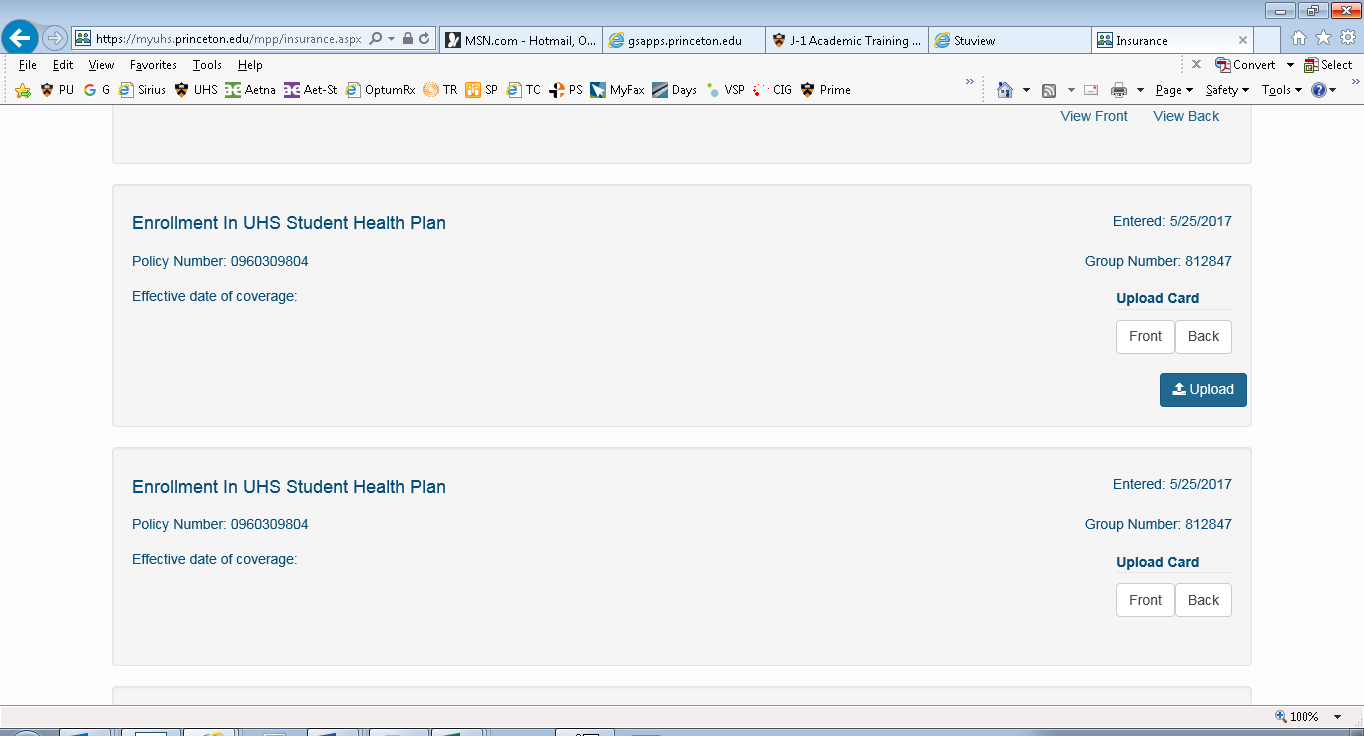 https://myuhs.princeton.edu/mpp/insurance.aspx
MSN.com - Hotmail, O...
gsapps.princeton.edu
J-1 Academic Training ...
Stuview
Insurance
File Edit View Favorites Tools Help
Convert Select
PU G Sirius UHS Aetna Aet-St OptumRx TR SP TC PS MyFax Days VSP CIG Prime
Page Safety Tools
View Front View Back
Enrollment In UHS Student Health Plan Entered: 5/25/2017
Policy Number: 0960309804 Group Number: 812847
Effective date of coverage:
Upload Card
Front Back
Upload
Enrollment In UHS Student Health Plan Entered: 5/25/2017
Policy Number: 0960309804 Group Number: 812847
Effective date of coverage:
Upload Card
Front Back
100%